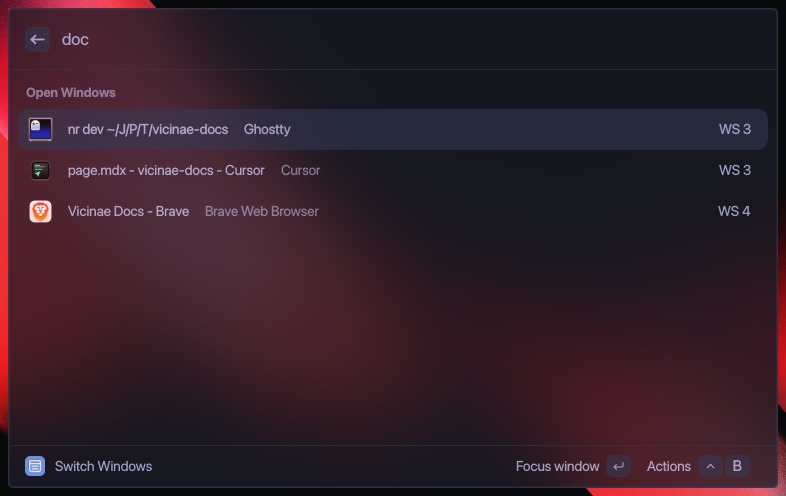 doc
Open Windows
nr dev ~/J/P/T/vicinae-docs Ghostty WS 3
page.mdx - vicinae-docs - Cursor Cursor WS 3
Vicinae Docs - Brave Brave Web Browser WS 4
Switch Windows Focus window Actions B